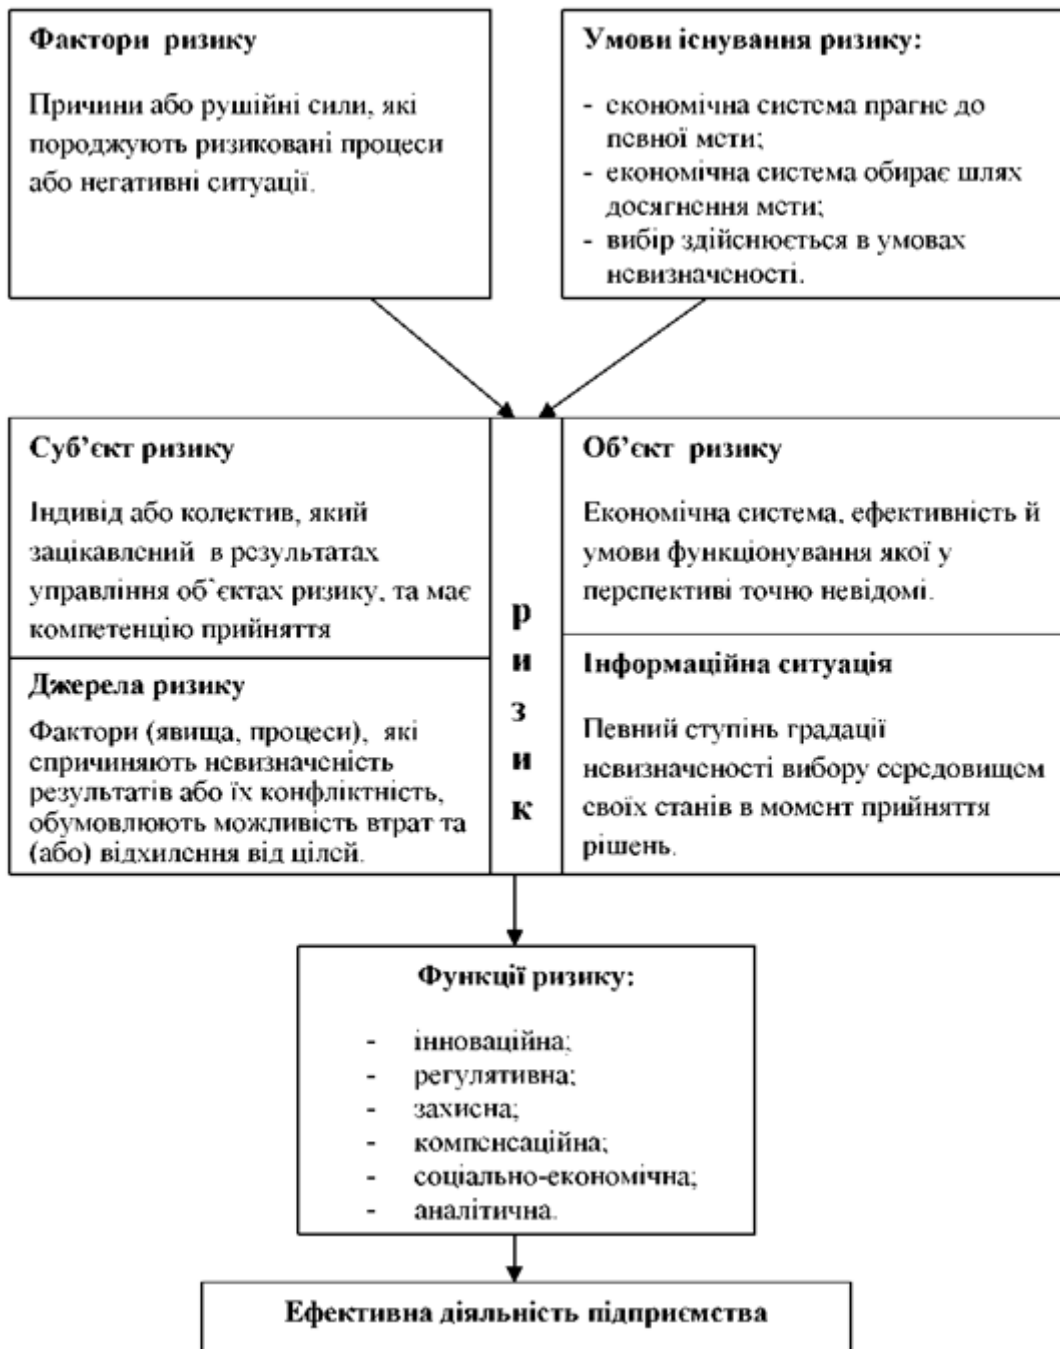 Фактори ризику
Причини або рушійні сили, які
породжують ризиковані процеси
або негативні ситуації.
Умови існування ризику:
- економічна система прагне до
певної мети;
- економічна система обирає шлях
досягнення мети;
- вибір здійснюється в умовах
невизначеності.
Суб’єкт ризику
Індивід або колектив, який
зацікавлений в результатах
управління об`єктах ризику, та має
компетенцію прийняття
Джерела ризику
Фактори (явища, процеси), які
спричиняють невизначеність
результатів або їх конфліктність,
обумовлюють можливість втрат та
(або) відхилення від цілей.
р
и
з
и
к
Об’єкт ризику
Економічна система, ефективність й
умови функціонування якої у
перспективі точно невідомі.
Інформаційна ситуація
Певний ступінь градації
невизначеності вибору середовищем
своїх станів в момент прийняття
рішень.
Функції ризику:
- інноваційна;
- регулятивна;
- захисна;
- компенсаційна;
- соціально-економічна;
- аналітична.
Ефективна діяльність підприємства